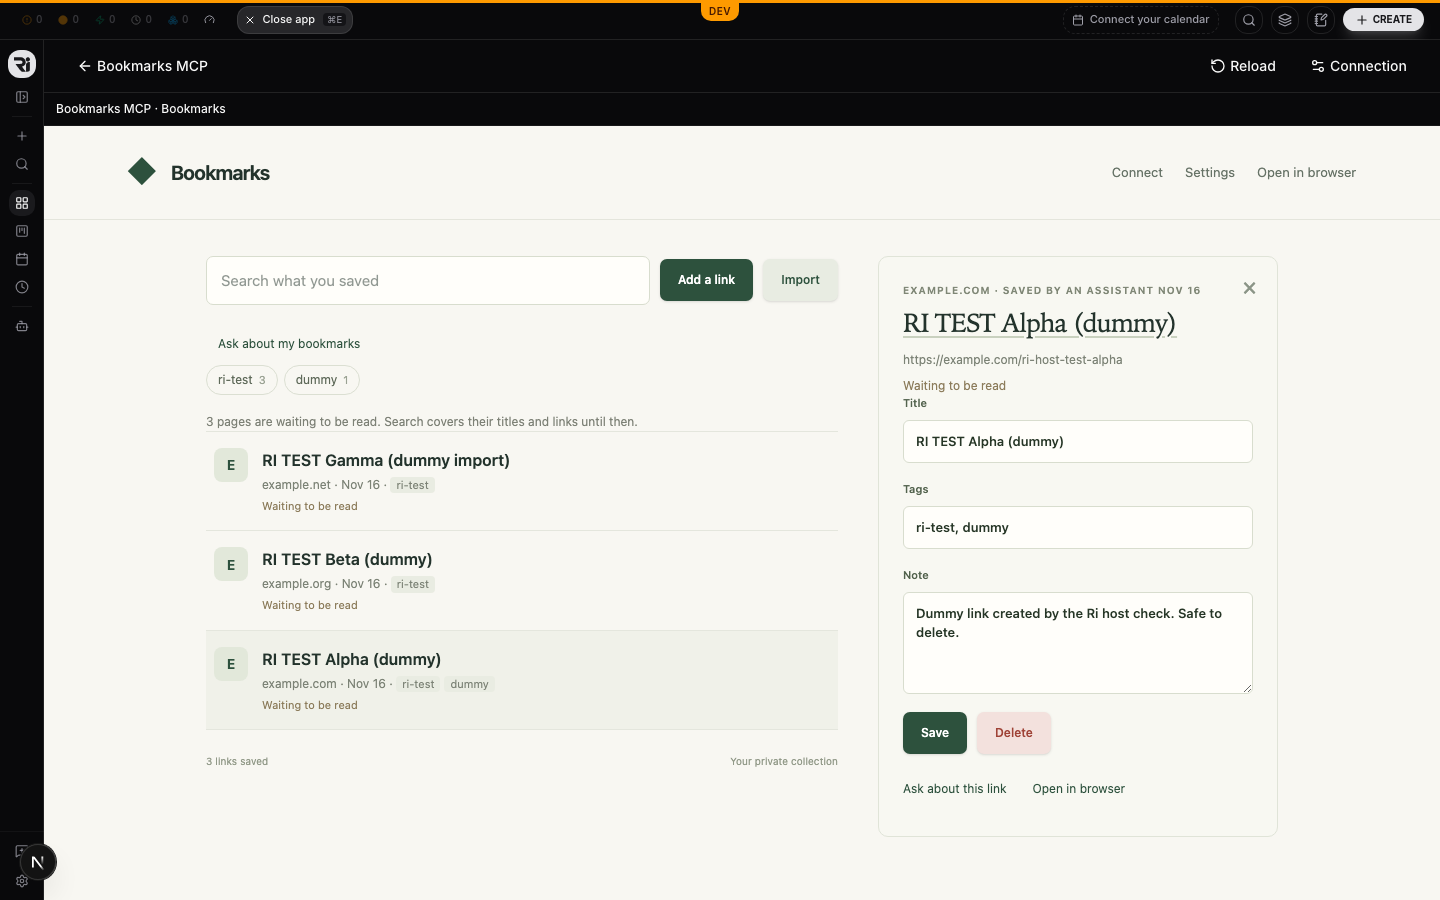 0 0 0 0 0
Close app ⌘E
DEV
Connect your calendar
CREATE
Ri
Bookmarks MCP
Reload
Connection
Bookmarks MCP · Bookmarks
Bookmarks
Connect
Settings
Open in browser
Search what you saved
Add a link
Import
Ask about my bookmarks
ri-test 3
dummy 1
3 pages are waiting to be read. Search covers their titles and links until then.
E
RI TEST Gamma (dummy import)
example.net · Nov 16 · ri-test
Waiting to be read
E
RI TEST Beta (dummy)
example.org · Nov 16 · ri-test
Waiting to be read
E
RI TEST Alpha (dummy)
example.com · Nov 16 · ri-test dummy
Waiting to be read
3 links saved
Your private collection
EXAMPLE.COM · SAVED BY AN ASSISTANT NOV 16
RI TEST Alpha (dummy)
https://example.com/ri-host-test-alpha
Waiting to be read
Title
RI TEST Alpha (dummy)
Tags
ri-test, dummy
Note
Dummy link created by the Ri host check. Safe to
delete.
Save
Delete
Ask about this link
Open in browser
N